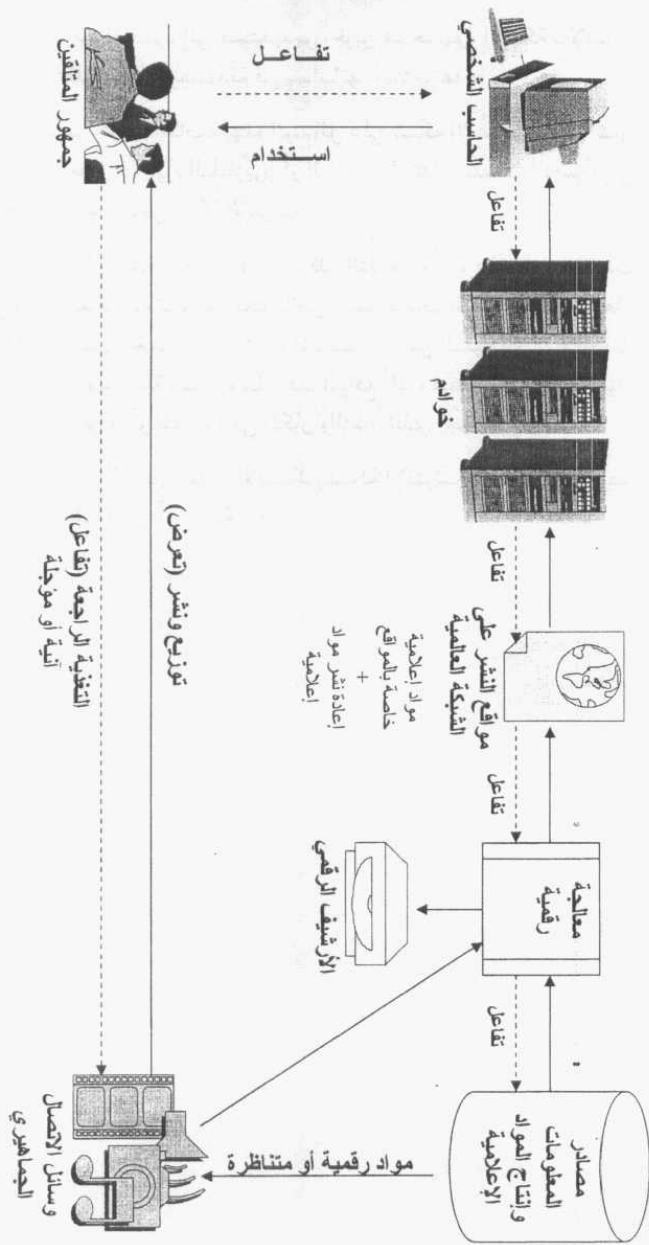 مصادر
المعلومات
وإنتاج المواد
الإعلامية
تفاعل
معالجة
رقمية
تفاعل
مواقع النشر على
الشبكة العالمية
مواد إعلامية
خاصة بالمواقع
+
إعادة نشر مواد
إعلامية
تفاعل
خوادم
تفاعل
الحاسب الشخصي
الأرشيف الرقمي
مواد رقمية أو متناظرة
تفاعل
استخدام
وسائل الاتصال
الجماهيري
توزيع ونشر (تعرض)
التغذية الراجعة (تفاعل)
آنية أو مؤجلة
جمهور المتلقين